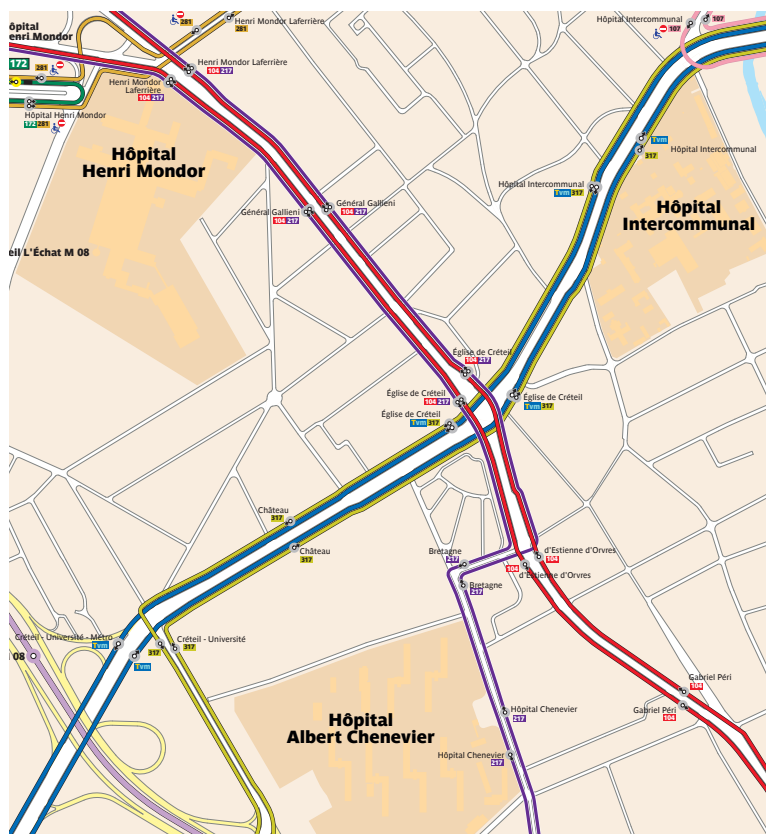 Hôpital Intercommunal
107
107
281
Henri Mondor Laferrière
281
ôpital
enri Mondor
172
281
Henri Mondor Laferrière
104 217
Henri Mondor
Laferrière
104 217
Hôpital Henri Mondor
172 281
Hôpital
Henri Mondor
Tvm
317
Hôpital Intercommunal
Hôpital Intercommunal
Tvm 317
Hôpital
Intercommunal
Général Gallieni
104 217
Général Gallieni
104 217
eil L'Échat M 08
Église de Créteil
104 217
Église de Créteil
104 217
Église de Créteil
Tvm 317
Église de Créteil
Tvm 317
Château
317
Château
317
Bretagne
217
Bretagne
217
d'Estienne d'Orvres
104
104
d'Estienne d'Orvres
Créteil - Université - Métro
Tvm
Tvm
317
Créteil - Université
317
08
Gabriel Péri
104
Gabriel Péri
104
Hôpital Chenevier
217
Hôpital
Albert Chenevier
Hôpital Chenevier
217